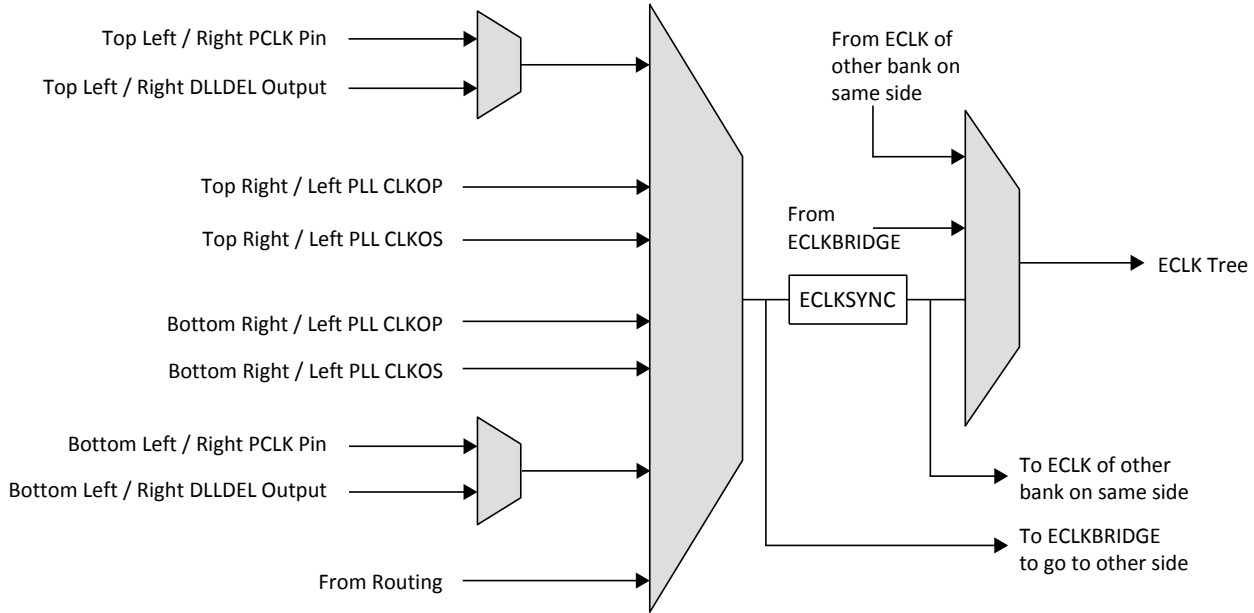 Top Left / Right PCLK Pin
Top Left / Right DLLDEL Output
Top Right / Left PLL CLKOP
Top Right / Left PLL CLKOS
Bottom Right / Left PLL CLKOP
Bottom Right / Left PLL CLKOS
Bottom Left / Right PCLK Pin
Bottom Left / Right DLLDEL Output
From Routing
From ECLK of
other bank on
same side
From
ECLKBRIDGE
ECLKSYNC
ECLK Tree
To ECLK of other
bank on same side
To ECLKBRIDGE
to go to other side